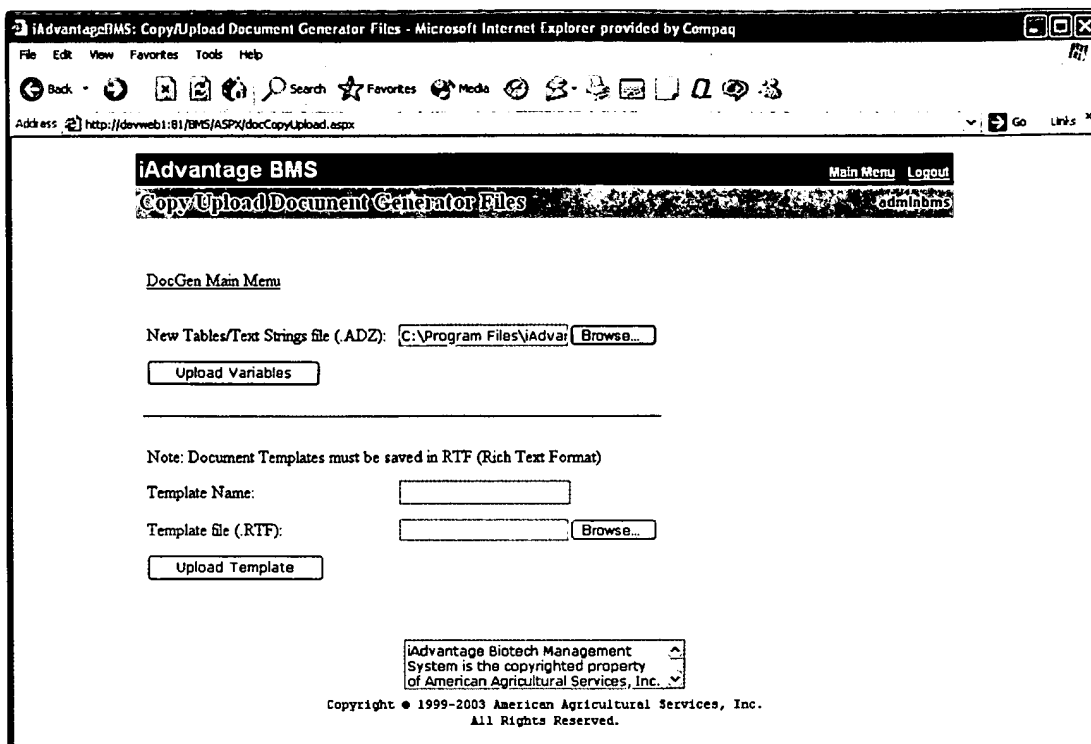 iAdvantageBMS: Copy/Upload Document Generator Files - Microsoft Internet Explorer provided by Compaq
File Edit View Favorites Tools Help
Back Search Favorites Media
Address http://devweb1:81/BMS/ASPX/docCopyUpload.aspx Go Links
iAdvantage BMS Main Menu Logout
Copy/Upload Document Generator Files adminbms
DocGen Main Menu
New Tables/Text Strings file (.ADZ): C:\Program Files\iAdvar Browse...
Upload Variables
Note: Document Templates must be saved in RTF (Rich Text Format)
Template Name:
Template file (.RTF): Browse...
Upload Template
iAdvantage Biotech Management
System is the copyrighted property
of American Agricultural Services, Inc.
Copyright ● 1999-2003 American Agricultural Services, Inc.
All Rights Reserved.